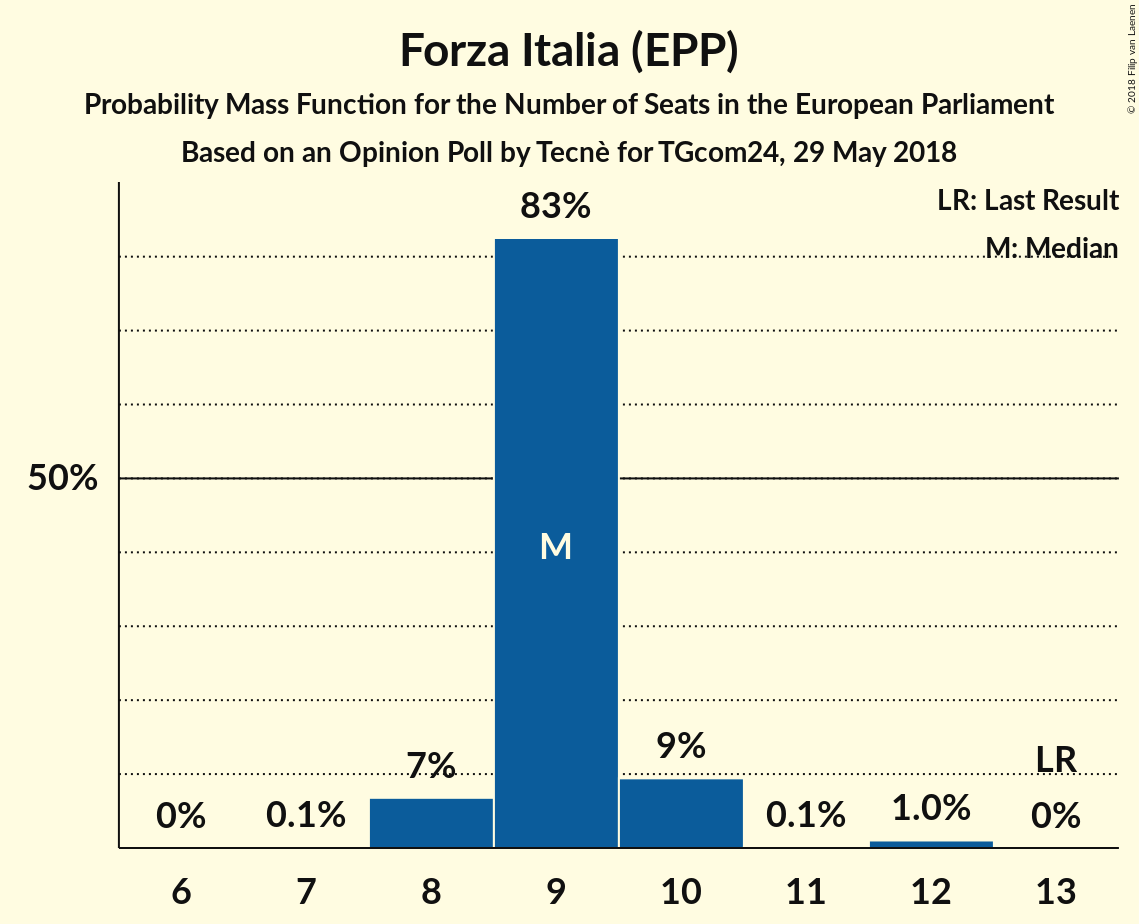 Forza Italia (EPP)
Probability Mass Function for the Number of Seats in the European Parliament
Based on an Opinion Poll by Tecnè for TGcom24, 29 May 2018
© 2018 Filip van Laenen
LR: Last Result
M: Median
83%
50%
M
7%
9%
LR
0%
0.1%
0.1%
1.0%
0%
6 7 8 9 10 11 12 13